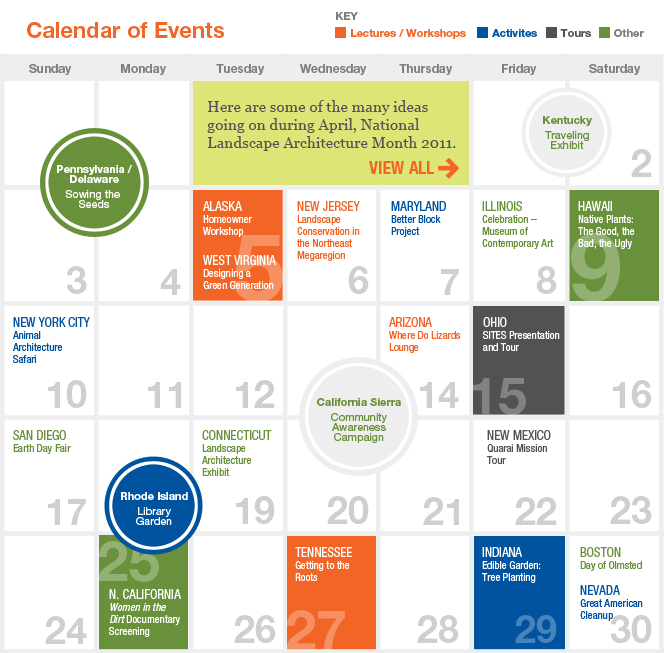 Calendar of Events
KEY
Lectures / Workshops
Activites
Tours
Other
Sunday
Monday
Tuesday
Wednesday
Thursday
Friday
Saturday
Here are some of the many ideas
going on during April, National
Landscape Architecture Month 2011.
VIEW ALL
Kentucky
Traveling
Exhibit
2
Pennsylvania /
Delaware
Sowing the
Seeds
3
4
ALASKA
Homeowner
Workshop
WEST VIRGINIA
Designing a
Green Generation
5
NEW JERSEY
Landscape
Conservation in
the Northeast
Megaregion
6
MARYLAND
Better Block
Project
7
ILLINOIS
Celebration –
Museum of
Contemporary Art
8
HAWAII
Native Plants:
The Good, the
Bad, the Ugly
9
NEW YORK CITY
Animal
Architecture
Safari
10
11
12
California Sierra
Community
Awareness
Campaign
ARIZONA
Where Do Lizards
Lounge
14
OHIO
SITES Presentation
and Tour
15
16
SAN DIEGO
Earth Day Fair
17
Rhode Island
Library
Garden
CONNECTICUT
Landscape
Architecture
Exhibit
19
20
21
NEW MEXICO
Quarai Mission
Tour
22
23
24
25
N. CALIFORNIA
Women in the
Dirt Documentary
Screening
26
TENNESSEE
Getting to the
Roots
27
28
INDIANA
Edible Garden:
Tree Planting
29
BOSTON
Day of Olmsted
NEVADA
Great American
Cleanup
30